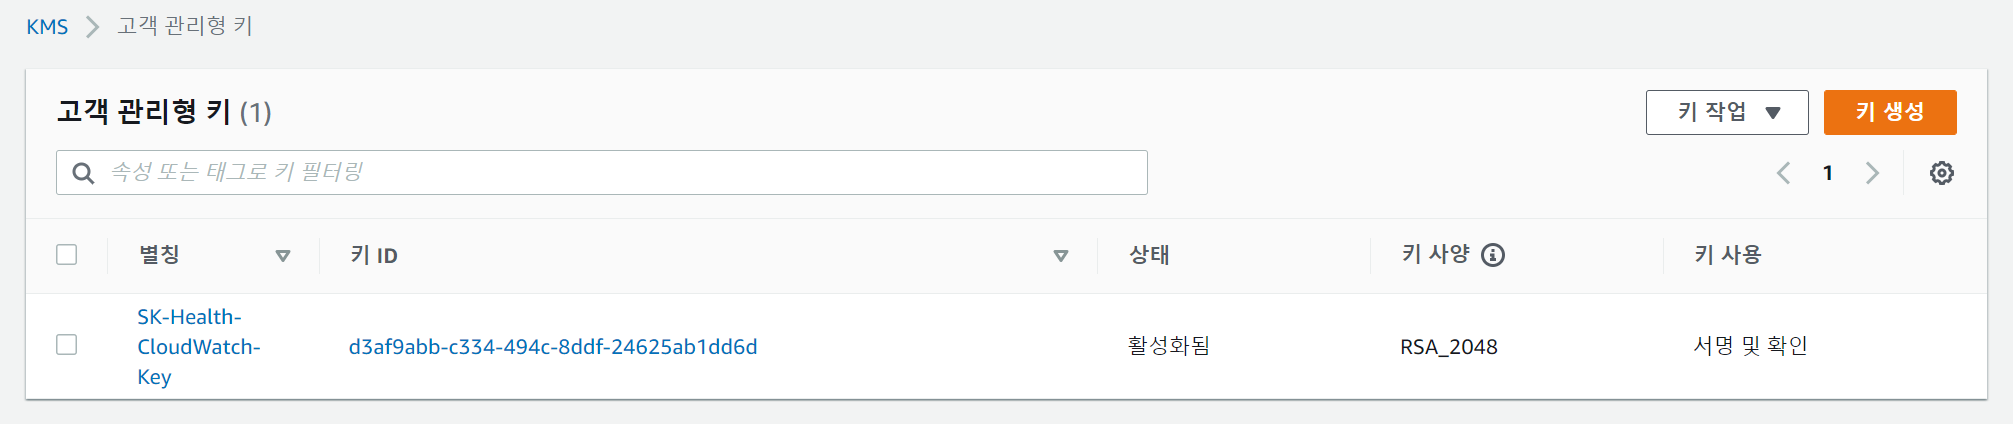 KMS > 고객 관리형 키
고객 관리형 키 (1)
키 작업
키 생성
속성 또는 태그로 키 필터링
1
별칭 키 ID 상태 키 사양 키 사용
SK-Health-
CloudWatch-
Key
d3af9abb-c334-494c-8ddf-24625ab1dd6d 활성화됨 RSA_2048 서명 및 확인